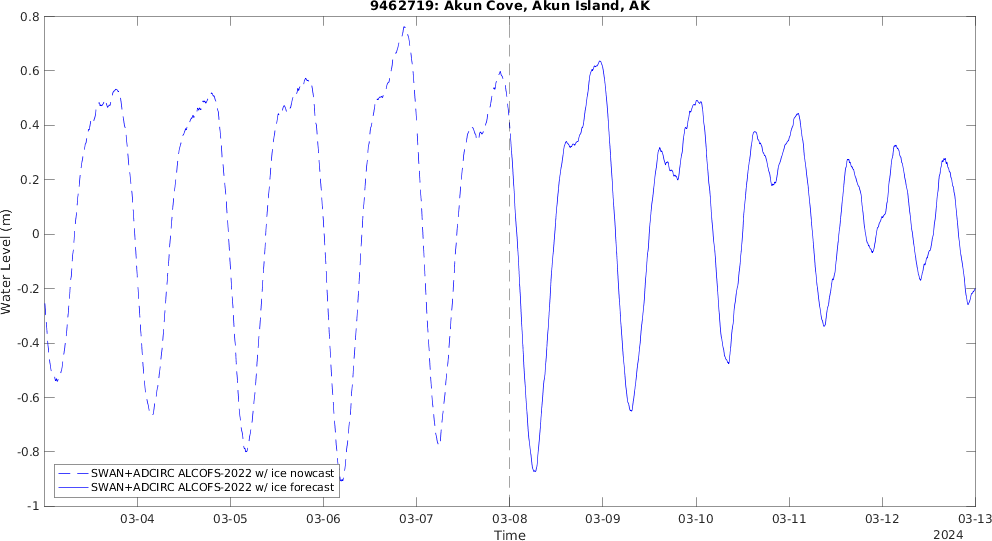 9462719: Akun Cove, Akun Island, AK
Water Level (m)
0.8
0.6
0.4
0.2
0
-0.2
-0.4
-0.6
-0.8
-1
SWAN+ADCIRC ALCOFS-2022 w/ ice nowcast
SWAN+ADCIRC ALCOFS-2022 w/ ice forecast
03-04 03-05 03-06 03-07 03-08 03-09 03-10 03-11 03-12 03-13
Time
2024